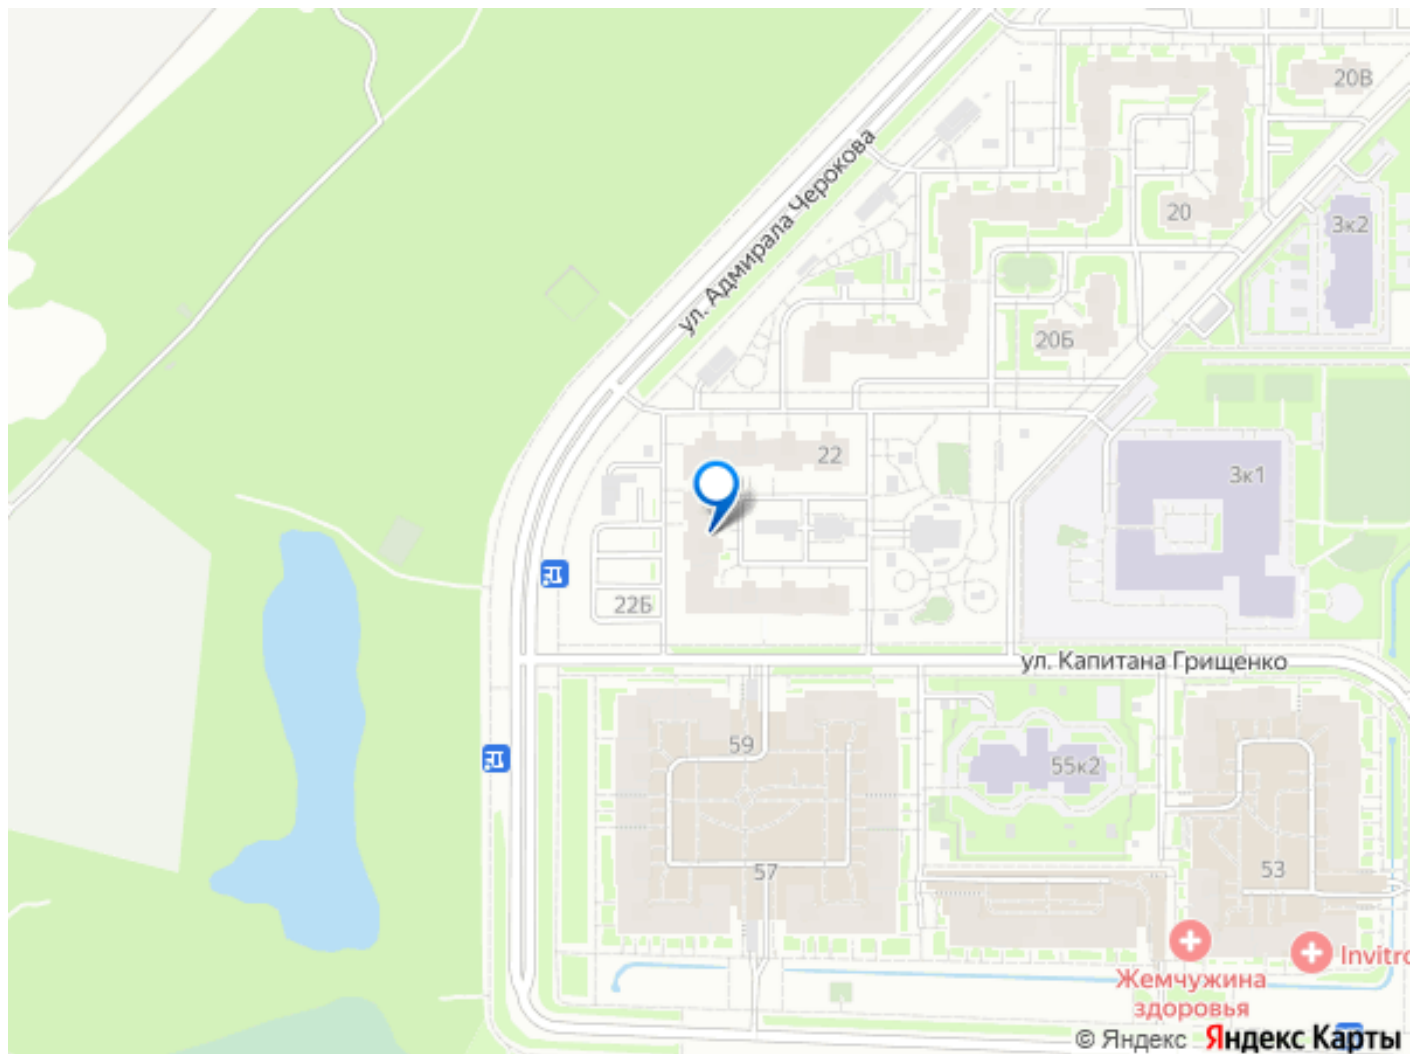 20В
ул. Адмирала Черокова
20
3к2
20Б
22
3к1
22Б
ул. Капитана Грищенко
59
55к2
57
53
Invitro
Жемчужина
здоровья
© Яндекс Яндекс Карты